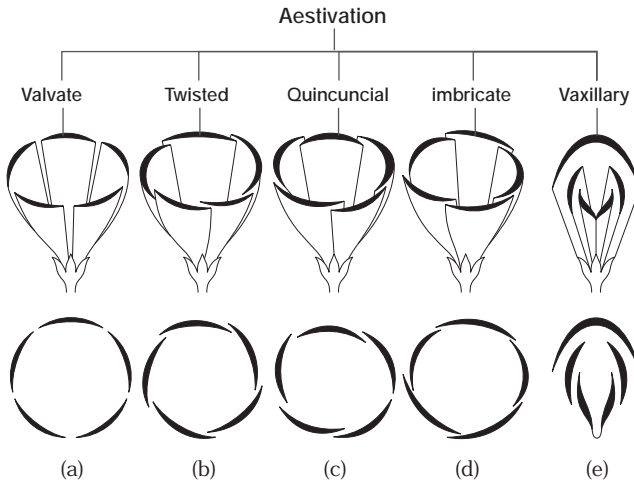 Aestivation
Valvate Twisted Quincuncial imbricate Vaxillary
(a) (b) (c) (d) (e)